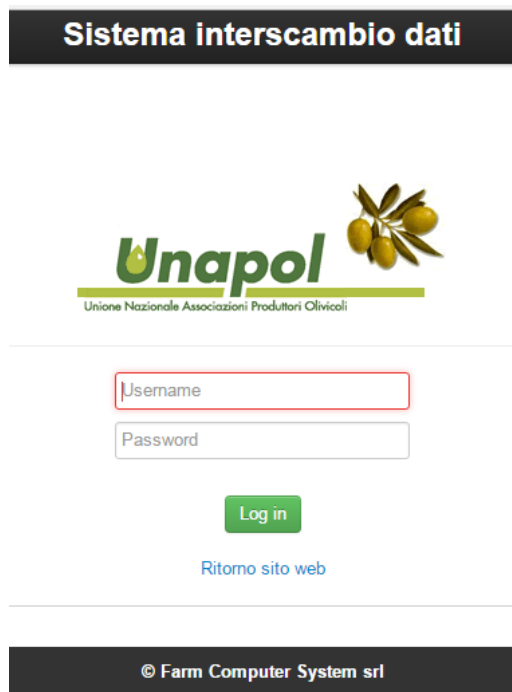 Sistema interscambio dati
Unapol
Unione Nazionale Associazioni Produttori Olivicoli
Username
Password
Log in
Ritorno sito web
© Farm Computer System srl